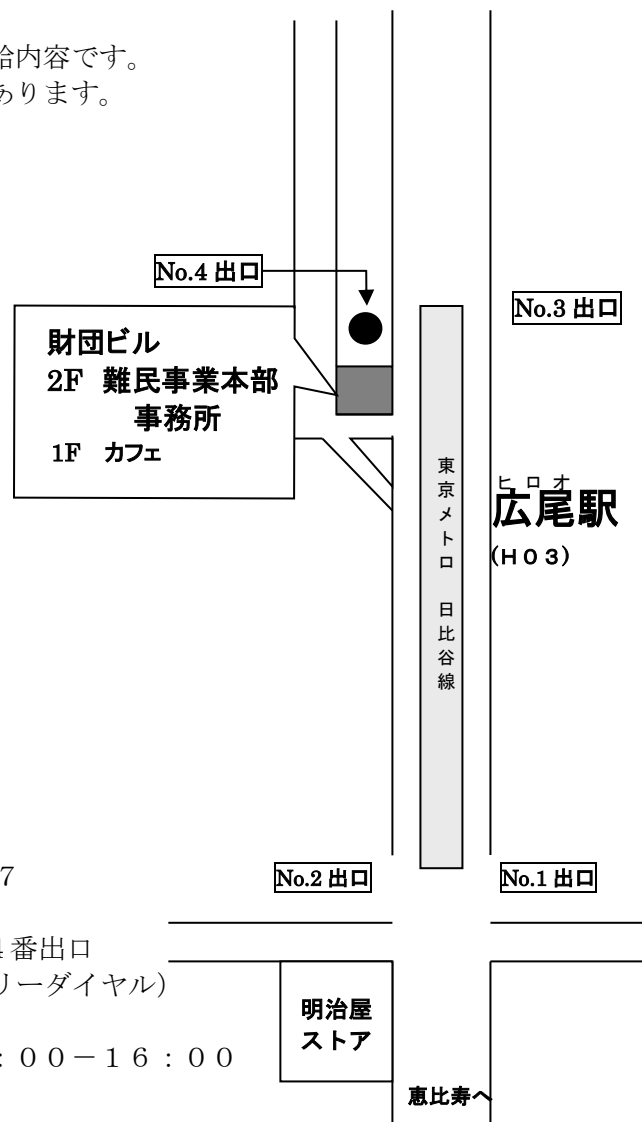 給内容です。
あります。
No.4 出口
No.3 出口
財団ビル
2F 難民事業本部
事務所
1F カフェ
東京メトロ 日比谷線
ヒロオ
広尾駅
(H03)
7
No.2 出口
No.1 出口
番出口
リーダイヤル）
明治屋
ストア
：００－１６：００
恵比寿へ